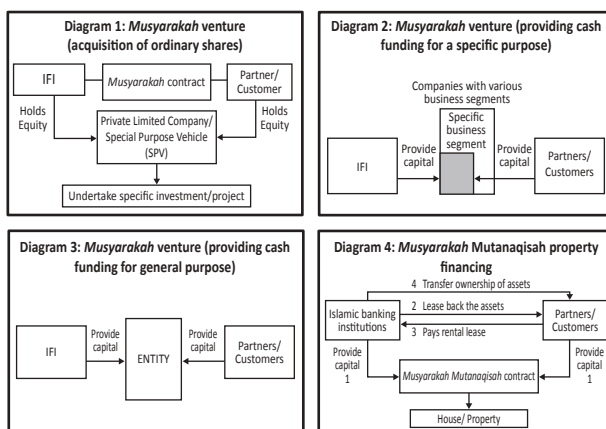 Diagram 1: Musyarakah venture
(acquisition of ordinary shares)
IFI
Musyarakah contract
Partner/
Customer
Holds
Equity
Private Limited Company/
Special Purpose Vehicle
(SPV)
Holds
Equity
Undertake specific investment/project
Diagram 2: Musyarakah venture (providing cash
funding for a specific purpose)
Companies with various
business segments
Specific
business
segment
IFI
Provide
capital
Provide
capital
Partners/
Customers
Diagram 3: Musyarakah venture (providing cash
funding for general purpose)
IFI
Provide
capital
ENTITY
Provide
capital
Partners/
Customers
Diagram 4: Musyarakah Mutanaqisah property
financing
4 Transfer ownership of assets
Islamic banking
institutions
2 Lease back the assets
3 Pays rental lease
Partners/
Customers
Provide
capital
1
Musyarakah Mutanaqisah contract
Provide
capital
1
House/ Property